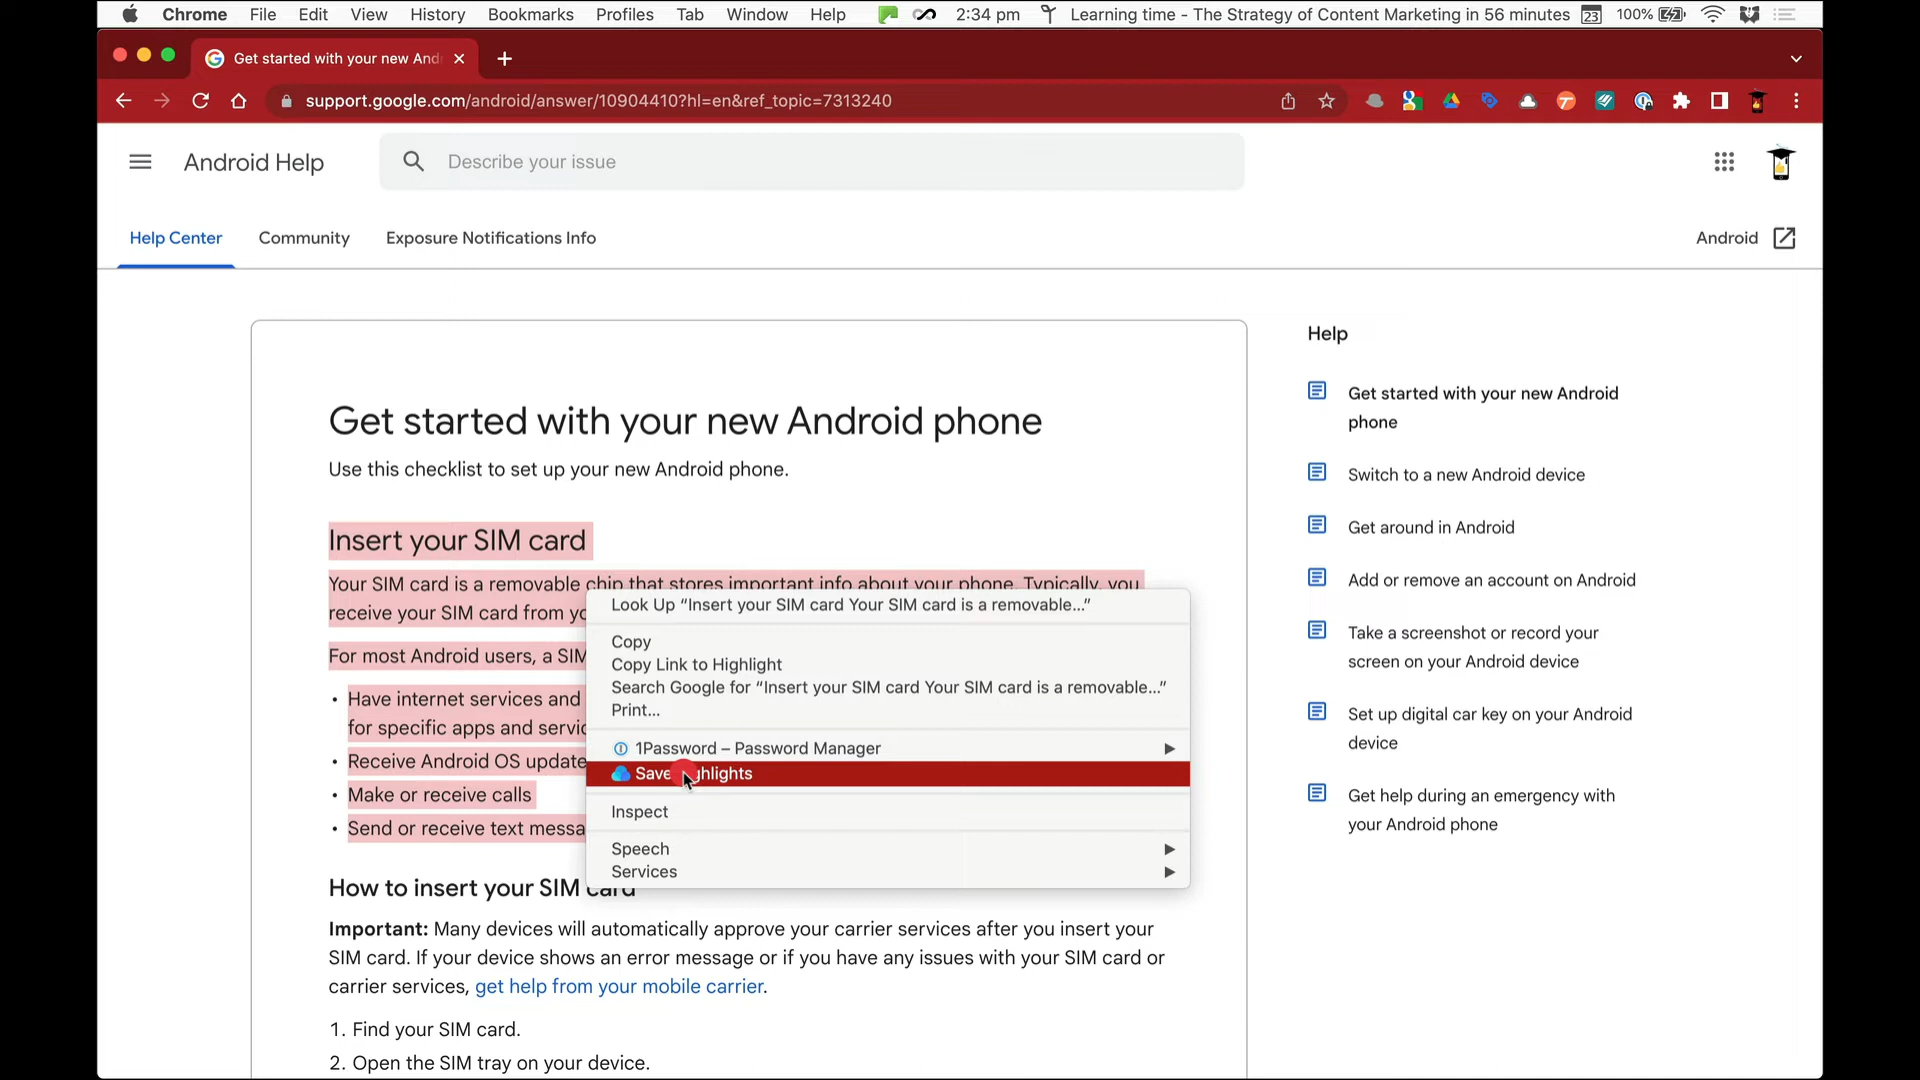 Chrome File Edit View History Bookmarks Profiles Tab Window Help 2:34 pm Learning time - The Strategy of Content Marketing in 56 minutes 23 100%
Get started with your new And
support.google.com/android/answer/10904410?hl=en&ref_topic=7313240
Android Help
Describe your issue
Help Center Community Exposure Notifications Info Android
Get started with your new Android phone
Use this checklist to set up your new Android phone.
Insert your SIM card
Your SIM card is a removable chip that stores important info about your phone. Typically, you
receive your SIM card from yo
For most Android users, a SIM
• Have internet services and
for specific apps and servic
• Receive Android OS update
• Make or receive calls
• Send or receive text messa
Look Up “Insert your SIM card Your SIM card is a removable...”
Copy
Copy Link to Highlight
Search Google for “Insert your SIM card Your SIM card is a removable...”
Print...
1Password – Password Manager
Save ghlights
Inspect
Speech
Services
How to insert your SIM card
Important: Many devices will automatically approve your carrier services after you insert your
SIM card. If your device shows an error message or if you have any issues with your SIM card or
carrier services, get help from your mobile carrier.
1. Find your SIM card.
2. Open the SIM tray on your device.
Help
Get started with your new Android
phone
Switch to a new Android device
Get around in Android
Add or remove an account on Android
Take a screenshot or record your
screen on your Android device
Set up digital car key on your Android
device
Get help during an emergency with
your Android phone